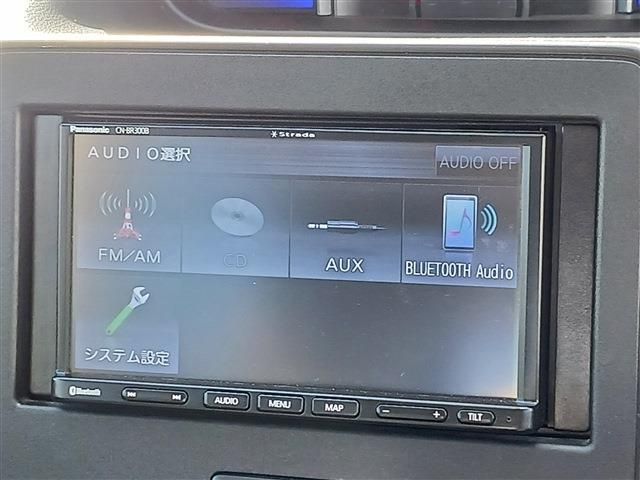 Panasonic CN-BR300B
Strada
AUDIO選択
AUDIO OFF
FM/AM
CD
AUX
BLUETOOTH Audio
システム設定
Bluetooth
AUDIO
MENU
MAP
TILT